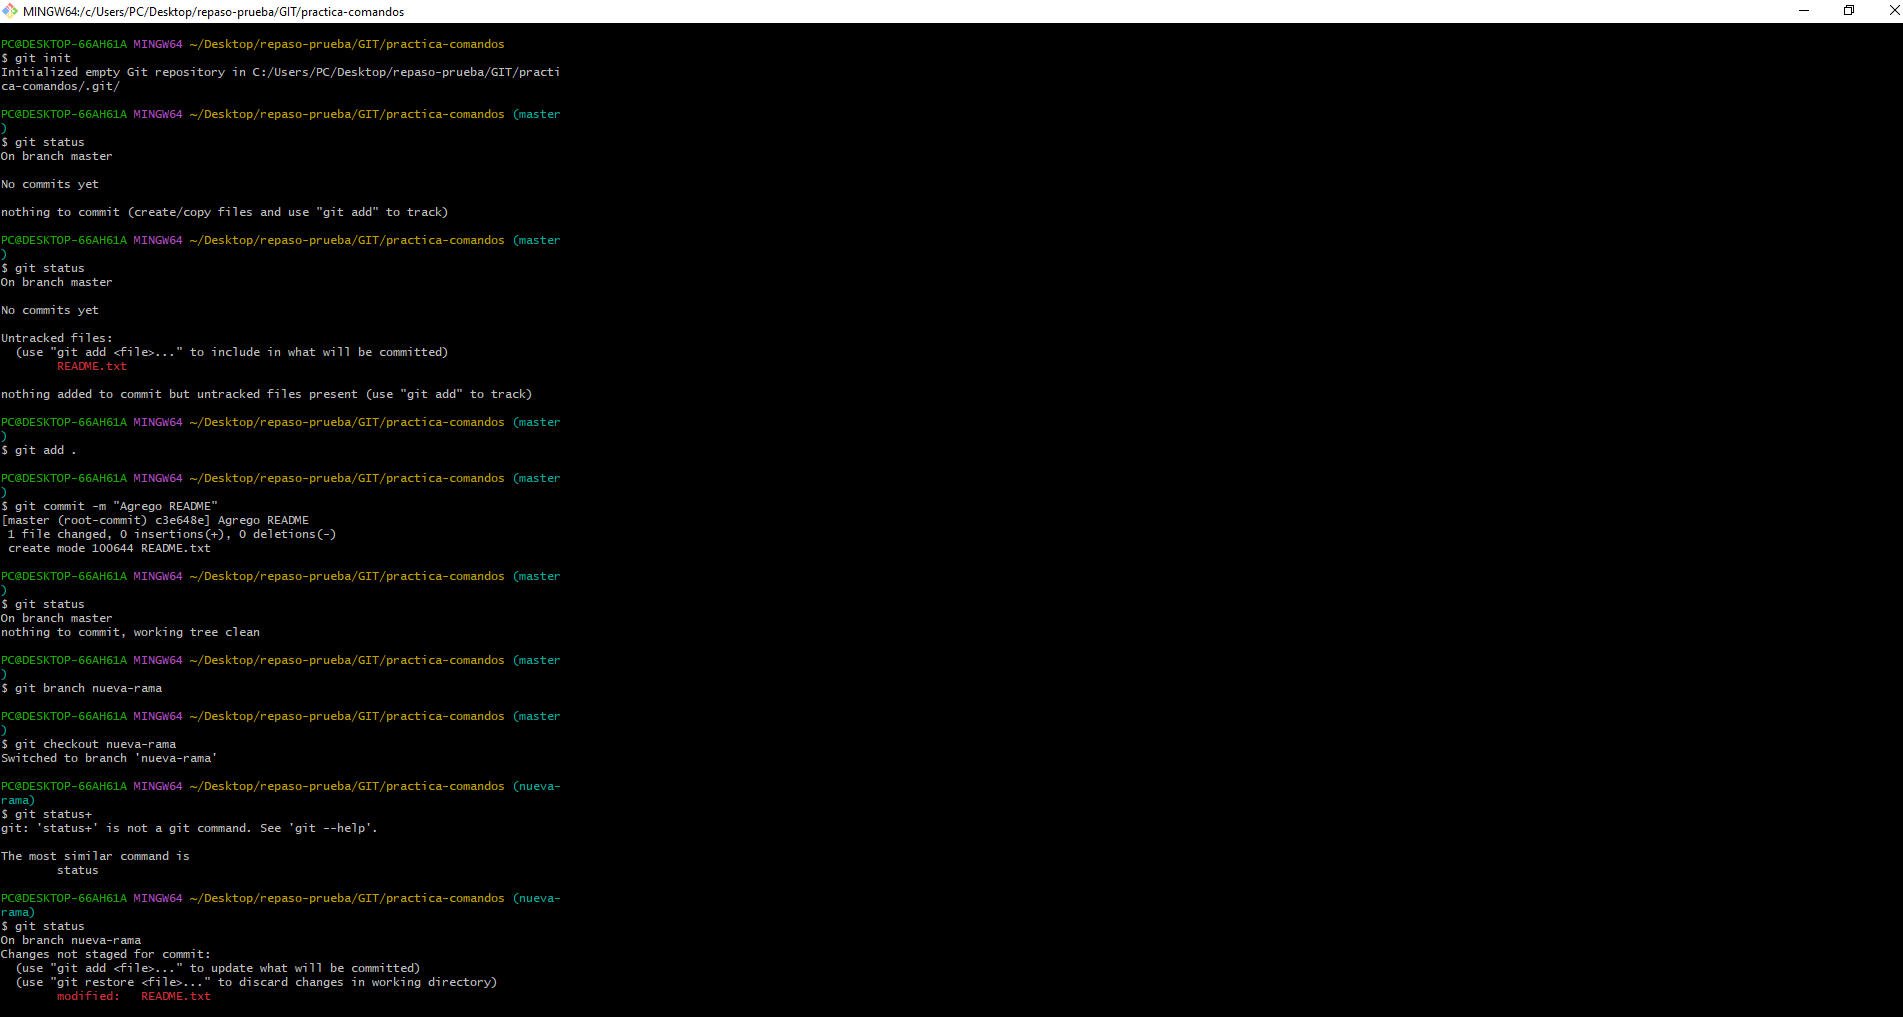 MINGW64:/c/Users/PC/Desktop/repaso-prueba/GIT/practica-comandos
PC@DESKTOP-66AH61A MINGW64 ~/Desktop/repaso-prueba/GIT/practica-comandos
$ git init
Initialized empty Git repository in C:/Users/PC/Desktop/repaso-prueba/GIT/practi
ca-comandos/.git/
PC@DESKTOP-66AH61A MINGW64 ~/Desktop/repaso-prueba/GIT/practica-comandos (master
)
$ git status
On branch master
No commits yet
nothing to commit (create/copy files and use "git add" to track)
PC@DESKTOP-66AH61A MINGW64 ~/Desktop/repaso-prueba/GIT/practica-comandos (master
)
$ git status
On branch master
No commits yet
Untracked files:
  (use "git add <file>..." to include in what will be committed)
        README.txt
nothing added to commit but untracked files present (use "git add" to track)
PC@DESKTOP-66AH61A MINGW64 ~/Desktop/repaso-prueba/GIT/practica-comandos (master
)
$ git add .
PC@DESKTOP-66AH61A MINGW64 ~/Desktop/repaso-prueba/GIT/practica-comandos (master
)
$ git commit -m "Agrego README"
[master (root-commit) c3e648e] Agrego README
 1 file changed, 0 insertions(+), 0 deletions(-)
 create mode 100644 README.txt
PC@DESKTOP-66AH61A MINGW64 ~/Desktop/repaso-prueba/GIT/practica-comandos (master
)
$ git status
On branch master
nothing to commit, working tree clean
PC@DESKTOP-66AH61A MINGW64 ~/Desktop/repaso-prueba/GIT/practica-comandos (master
)
$ git branch nueva-rama
PC@DESKTOP-66AH61A MINGW64 ~/Desktop/repaso-prueba/GIT/practica-comandos (master
)
$ git checkout nueva-rama
Switched to branch 'nueva-rama'
PC@DESKTOP-66AH61A MINGW64 ~/Desktop/repaso-prueba/GIT/practica-comandos (nueva-
rama)
$ git status+
git: 'status+' is not a git command. See 'git --help'.
The most similar command is
        status
PC@DESKTOP-66AH61A MINGW64 ~/Desktop/repaso-prueba/GIT/practica-comandos (nueva-
rama)
$ git status
On branch nueva-rama
Changes not staged for commit:
  (use "git add <file>..." to update what will be committed)
  (use "git restore <file>..." to discard changes in working directory)
        modified:   README.txt